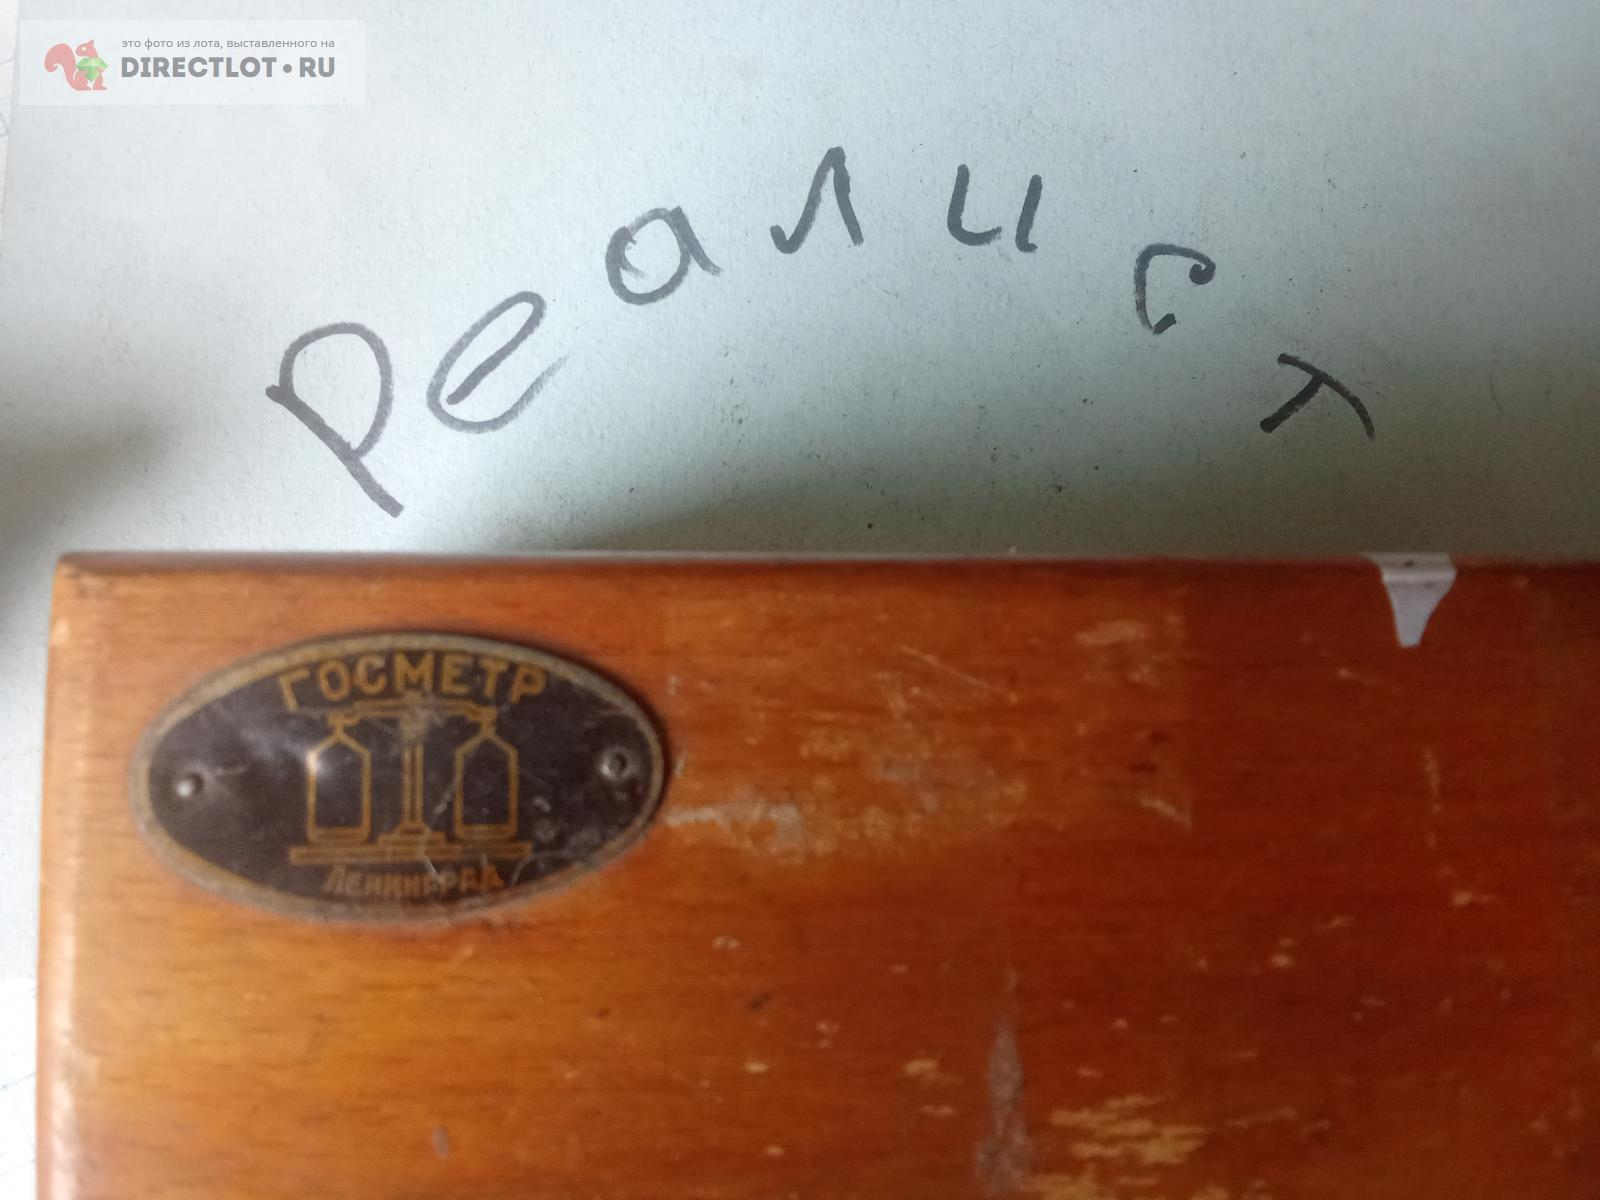 это фото из лота, выставленного на
DIRECTLOT•RU
Реалист
ГОСМЕТР
ЛЕНИНГРАД